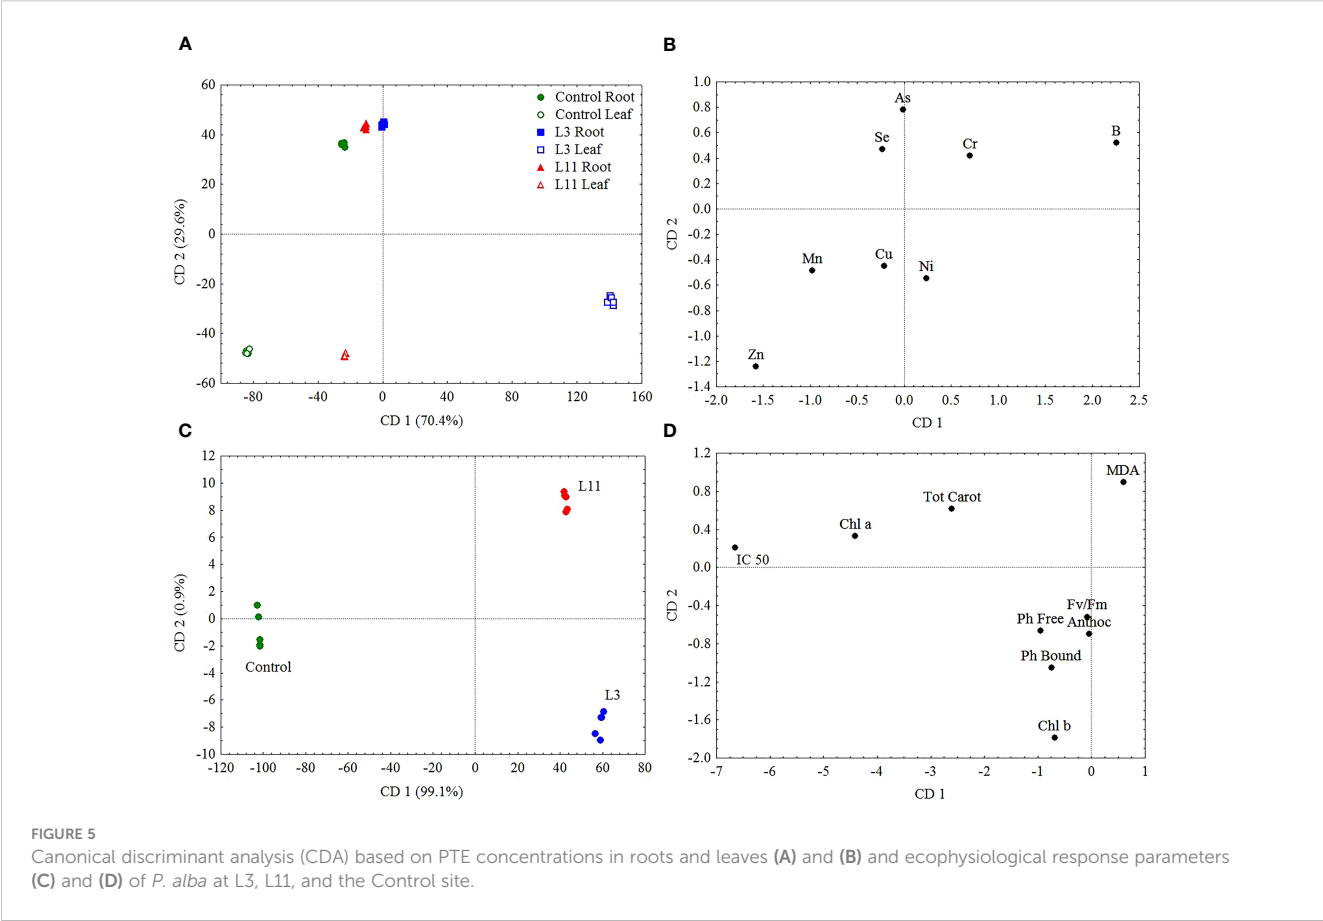 A
60
40
20
0
-20
-40
-60
CD 2 (29.6%)
-80
-40
0
40
80
120
160
CD 1 (70.4%)
Control Root
Control Leaf
L3 Root
L3 Leaf
L11 Root
L11 Leaf
B
1.0
0.8
0.6
0.4
0.2
0.0
-0.2
-0.4
-0.6
-0.8
-1.0
-1.2
-1.4
CD 2
As
Se
Cr
B
Mn
Cu
Ni
Zn
-2.0
-1.5
-1.0
-0.5
0.0
0.5
1.0
1.5
2.0
2.5
CD 1
C
12
10
8
6
4
2
0
-2
-4
-6
-8
-10
CD 2 (0.9%)
L11
Control
L3
-120
-100
-80
-60
-40
-20
0
20
40
60
80
CD 1 (99.1%)
D
1.2
0.8
0.4
0.0
-0.4
-0.8
-1.2
-1.6
-2.0
CD 2
MDA
Tot Carot
Chl a
IC 50
Fv/Fm
Ph Free
Anthoc
Ph Bound
Chl b
-7
-6
-5
-4
-3
-2
-1
0
1
CD 1
FIGURE 5
Canonical discriminant analysis (CDA) based on PTE concentrations in roots and leaves (A) and (B) and ecophysiological response parameters
(C) and (D) of P. alba at L3, L11, and the Control site.